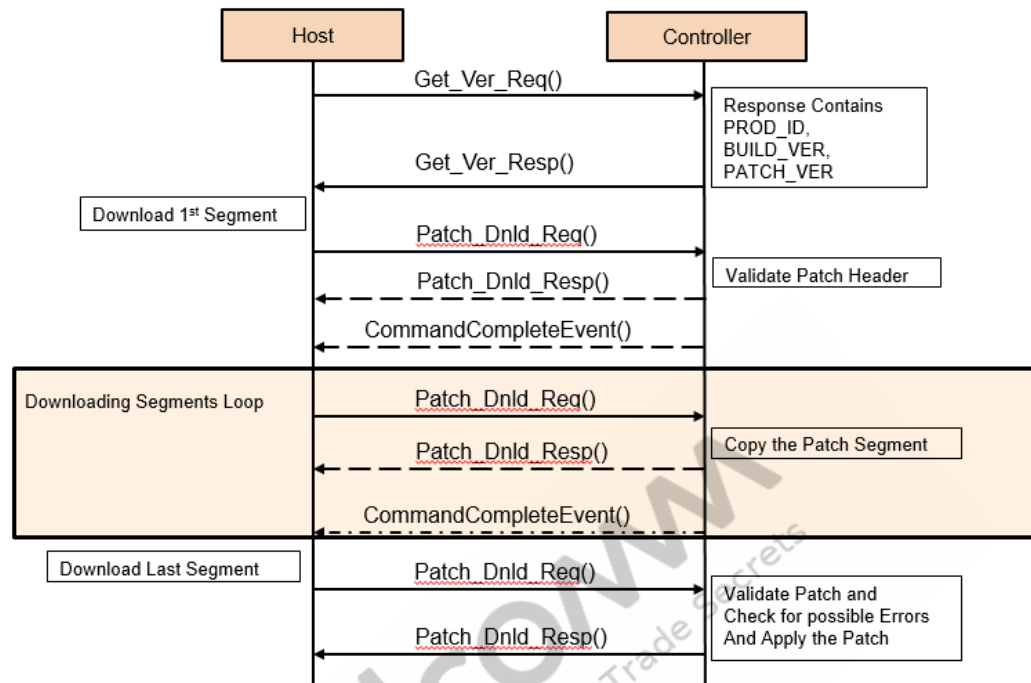 Host
Controller
Get_Ver_Req()
Response Contains
PROD_ID,
BUILD_VER,
PATCH_VER
Get_Ver_Resp()
Download 1st Segment
Patch_Dnld_Req()
Validate Patch Header
Patch_Dnld_Resp()
CommandCompleteEvent()
Downloading Segments Loop
Patch_Dnld_Req()
Copy the Patch Segment
Patch_Dnld_Resp()
CommandCompleteEvent()
Download Last Segment
Patch_Dnld_Req()
Validate Patch and
Check for possible Errors
And Apply the Patch
Patch_Dnld_Resp()
Trade Secrets